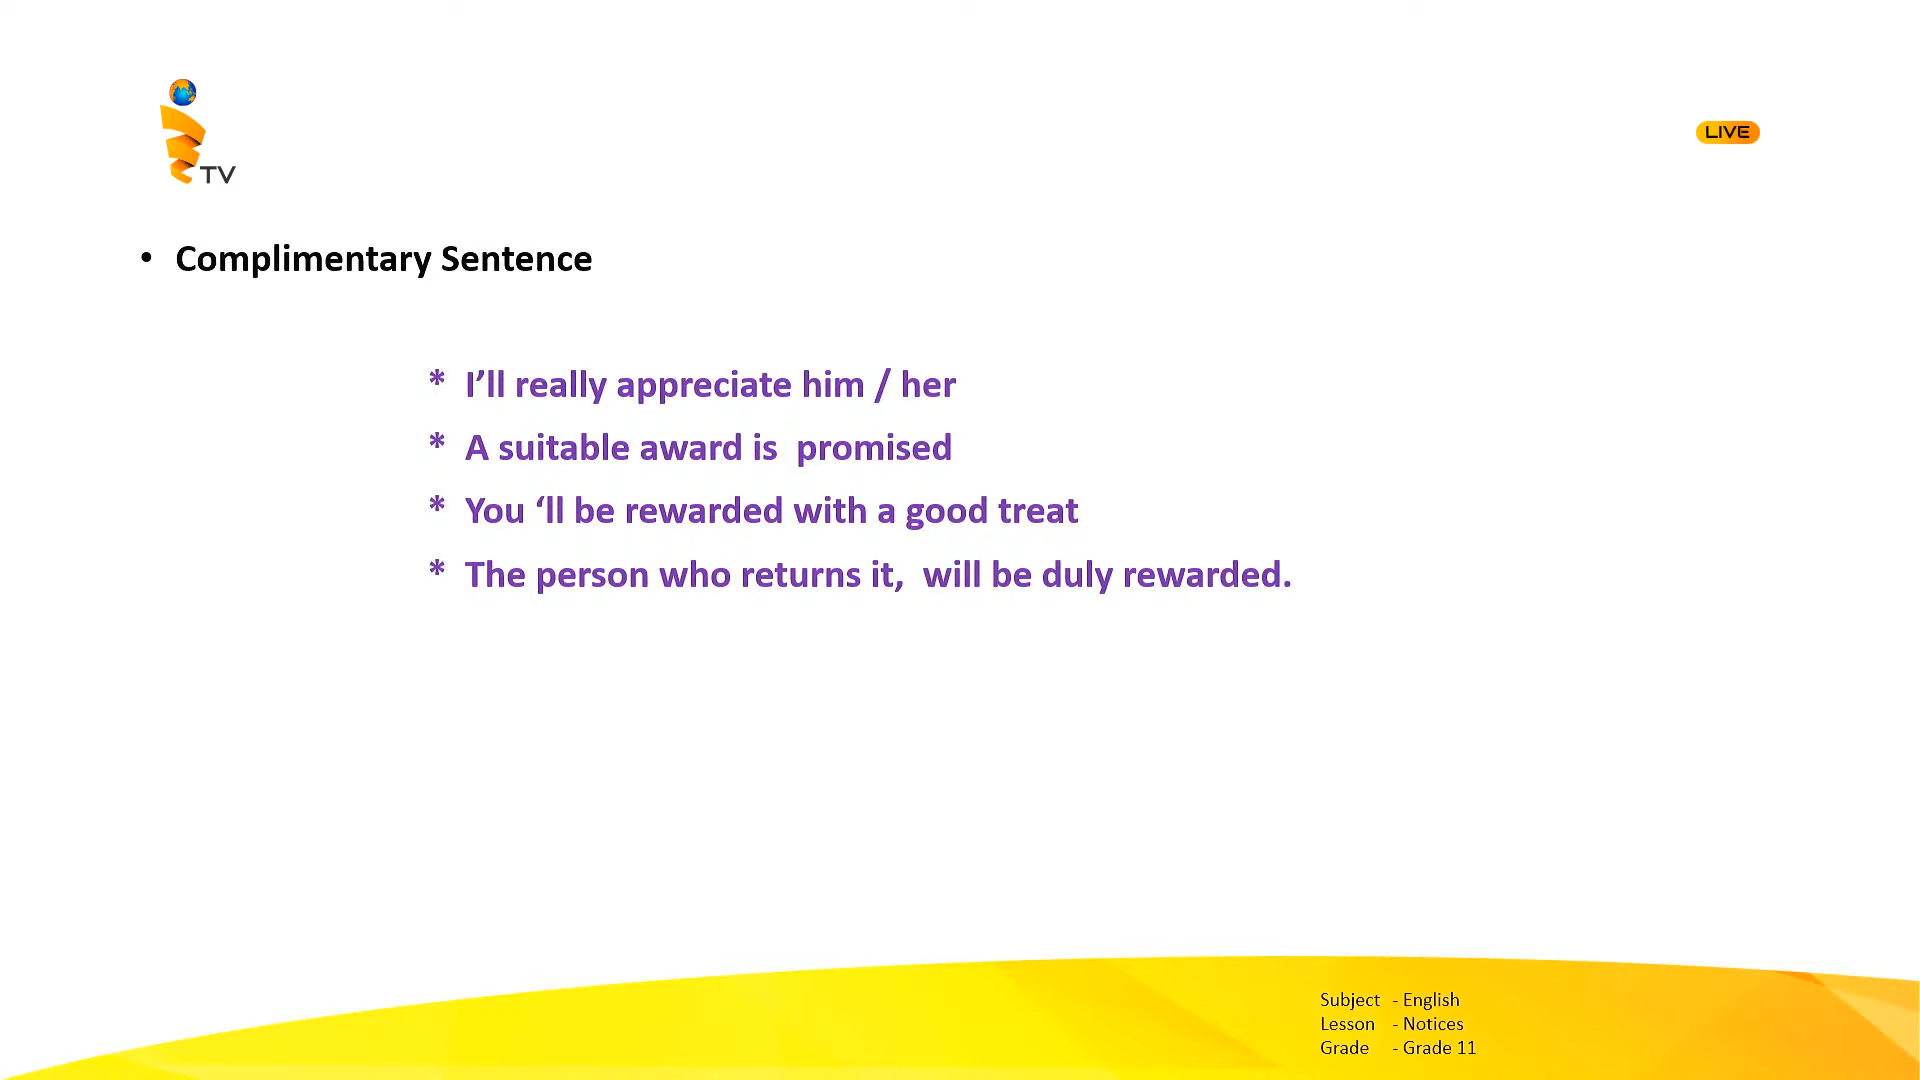 TV
LIVE
• Complimentary Sentence
* I’ll really appreciate him / her
* A suitable award is  promised
* You ‘ll be rewarded with a good treat
* The person who returns it,  will be duly rewarded.
Subject - English
Lesson - Notices
Grade - Grade 11